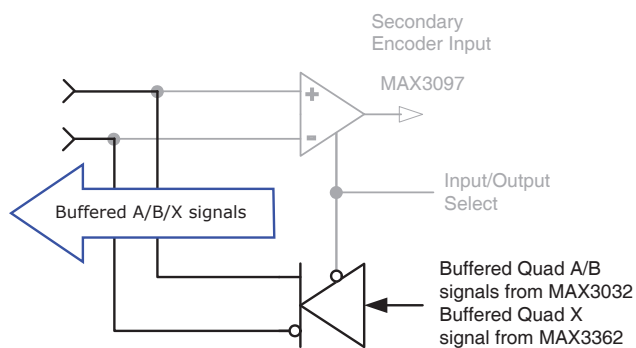 Secondary
Encoder Input
MAX3097
+
-
Input/Output
Select
Buffered A/B/X signals
Buffered Quad A/B
signals from MAX3032
Buffered Quad X
signal from MAX3362